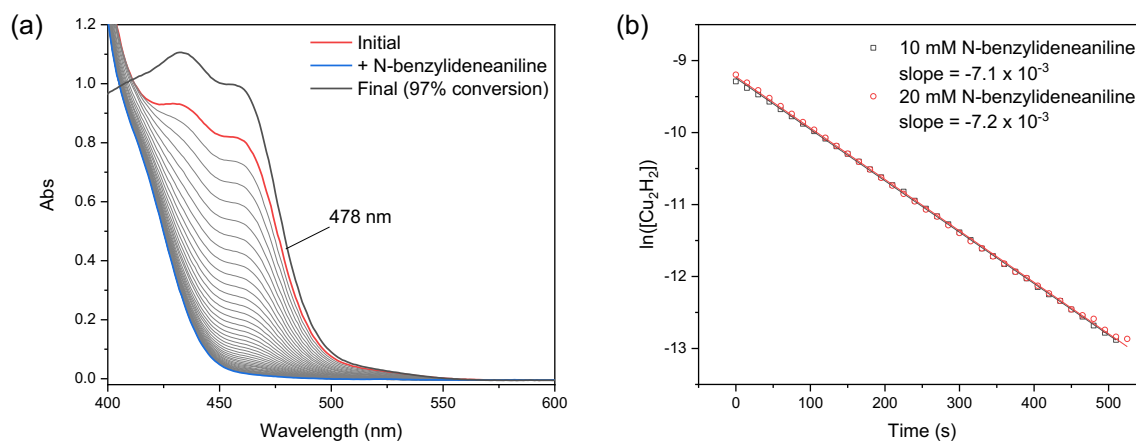 (a)
1.2
1.0
0.8
0.6
0.4
0.2
0.0
Abs
400
450
500
550
600
Wavelength (nm)
Initial
+ N-benzylideneaniline
Final (97% conversion)
478 nm
(b)
-9
-10
-11
-12
-13
ln([Cu₂H₂])
0
100
200
300
400
500
Time (s)
10 mM N-benzylideneaniline
slope = -7.1 x 10⁻³
20 mM N-benzylideneaniline
slope = -7.2 x 10⁻³